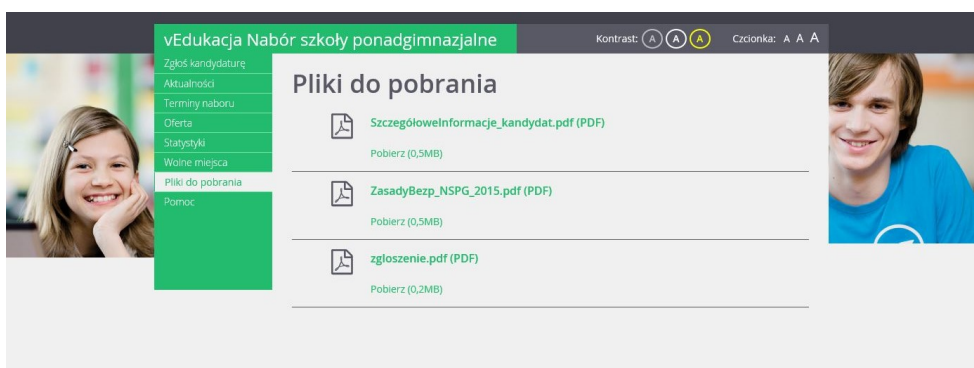 vEdukacja Nabór szkoły ponadgimnazjalne
Kontrast: A A A
Czcionka: A A A
Zgłoś kandydaturę
Aktualności
Terminy naboru
Oferta
Statystyki
Wolne miejsca
Pliki do pobrania
Pomoc
Pliki do pobrania
SzczegółoweInformacje_kandydat.pdf (PDF)
Pobierz (0,5MB)
ZasadyBezp_NSPG_2015.pdf (PDF)
Pobierz (0,5MB)
zgloszenie.pdf (PDF)
Pobierz (0,2MB)